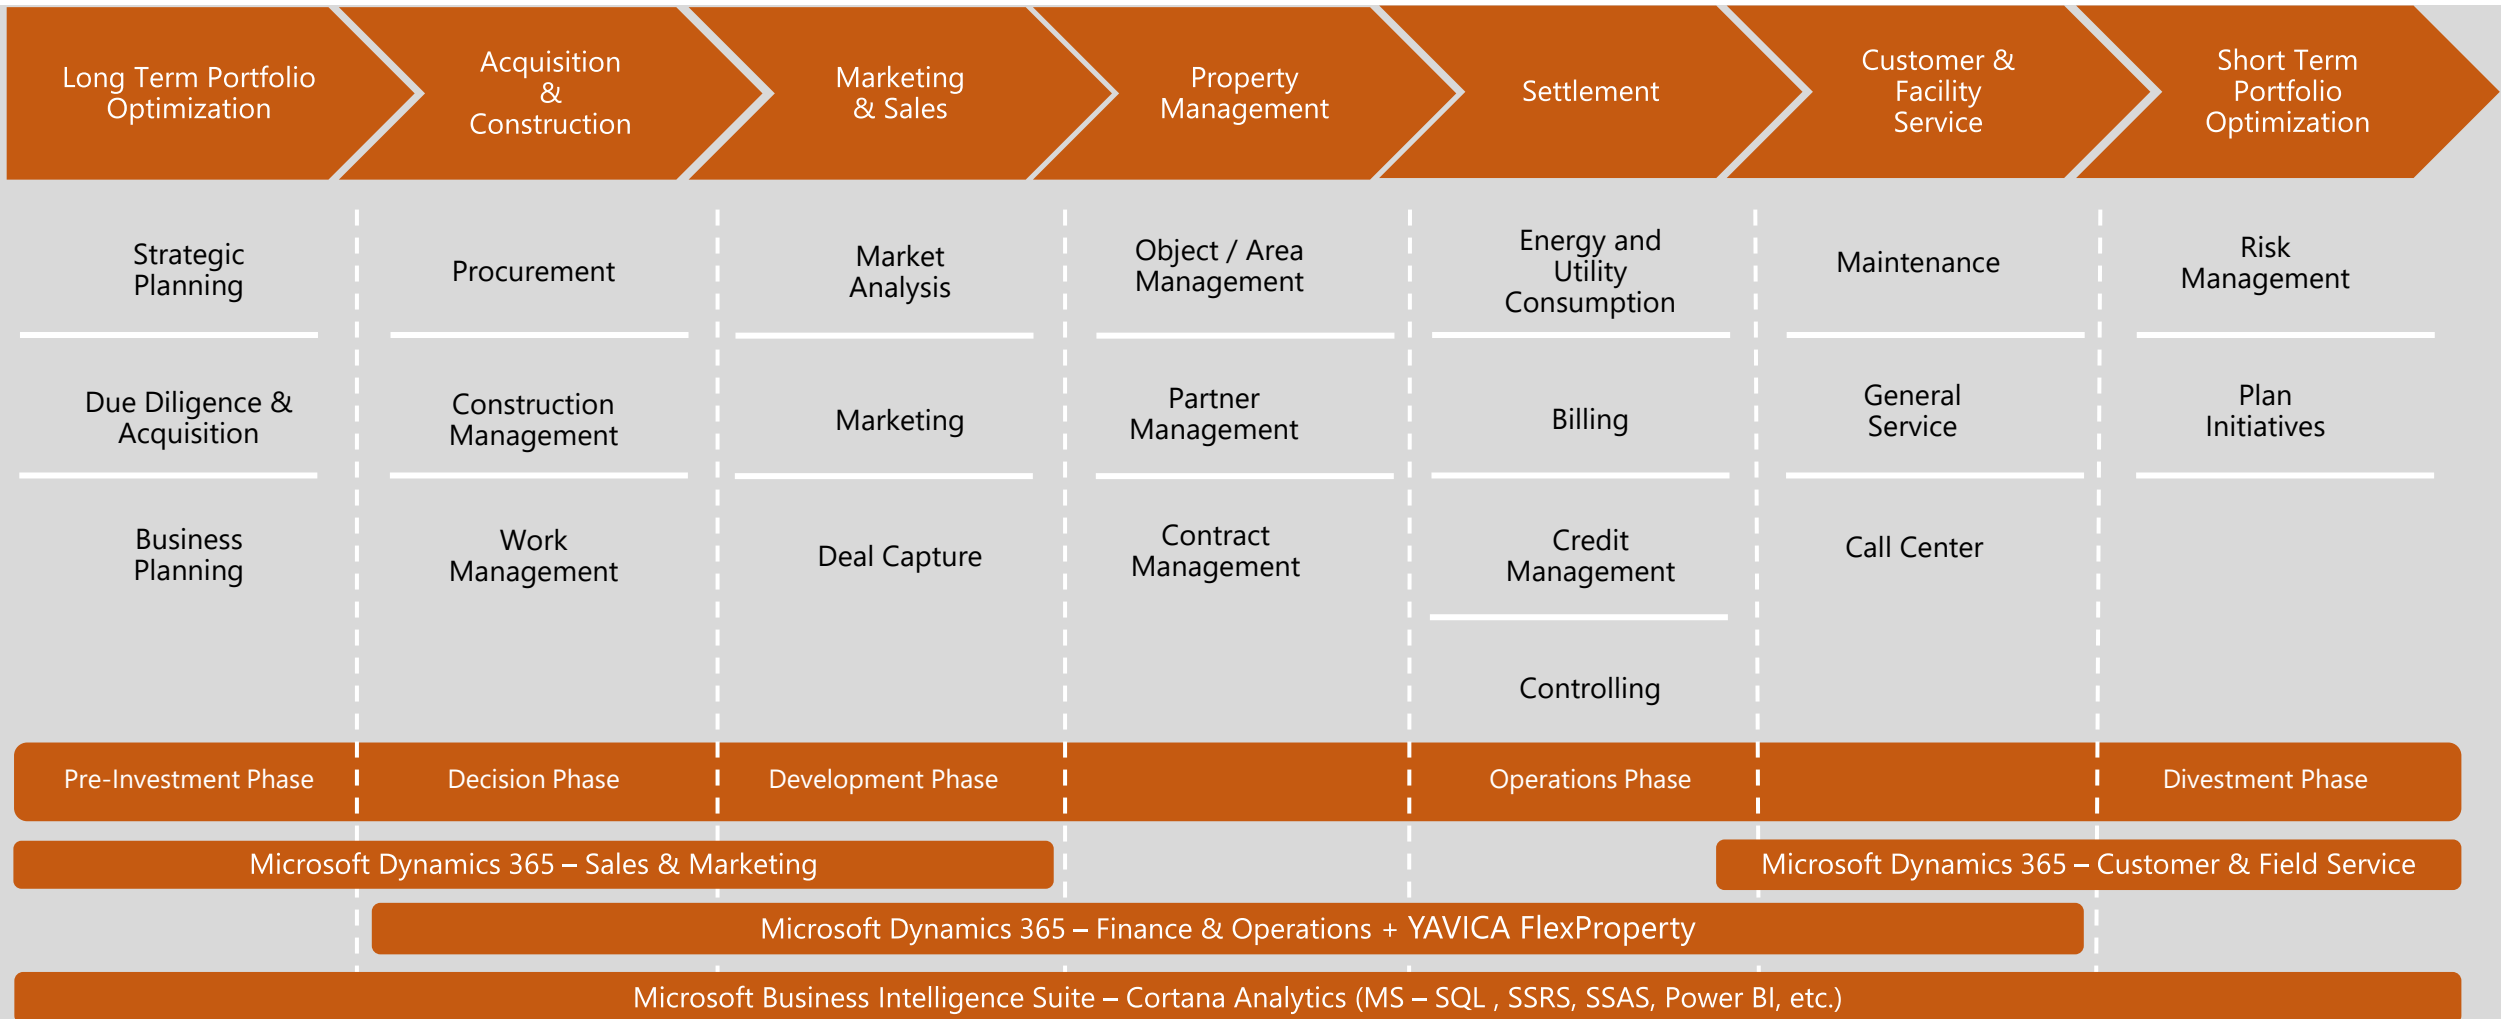 Long Term Portfolio
Optimization
Acquisition
&
Construction
Marketing
& Sales
Property
Management
Settlement
Customer &
Facility
Service
Short Term
Portfolio
Optimization
Strategic
Planning
Procurement
Market
Analysis
Object / Area
Management
Energy and
Utility
Consumption
Maintenance
Risk
Management
Due Diligence &
Acquisition
Construction
Management
Marketing
Partner
Management
Billing
General
Service
Plan
Initiatives
Business
Planning
Work
Management
Deal Capture
Contract
Management
Credit
Management
Call Center
Controlling
Pre-Investment Phase
Decision Phase
Development Phase
Operations Phase
Divestment Phase
Microsoft Dynamics 365 – Sales & Marketing
Microsoft Dynamics 365 – Customer & Field Service
Microsoft Dynamics 365 – Finance & Operations + YAVICA FlexProperty
Microsoft Business Intelligence Suite – Cortana Analytics (MS – SQL , SSRS, SSAS, Power BI, etc.)